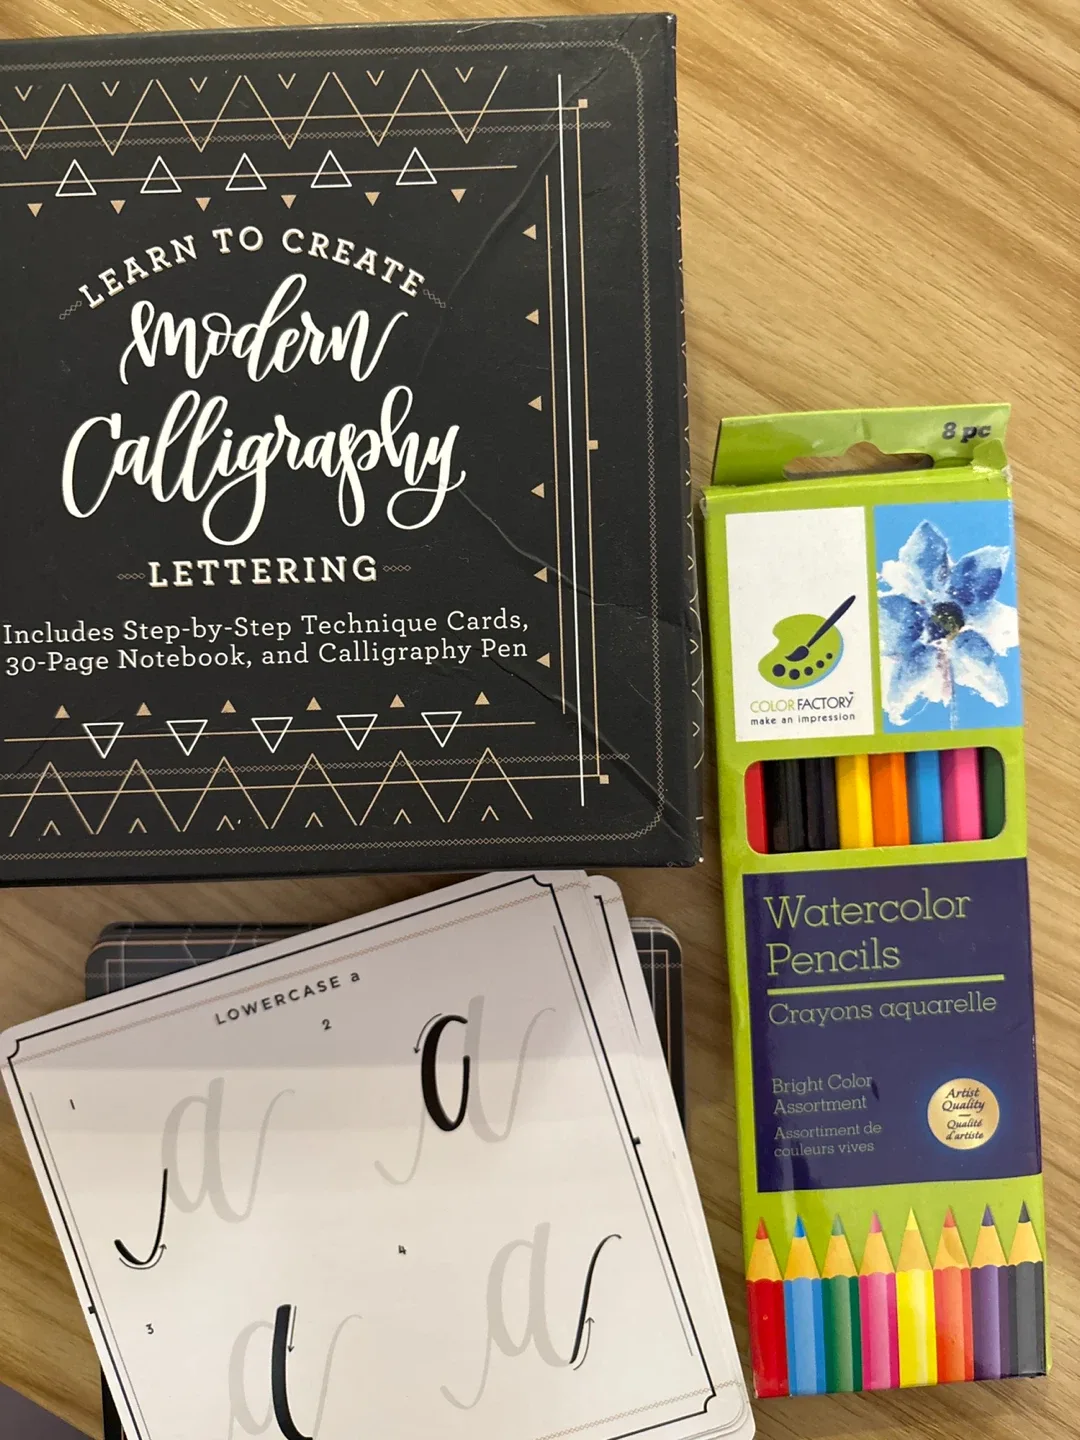 LEARN TO CREATE
Modern
Calligraphy
LETTERING
Includes Step-by-Step Technique Cards,
30-Page Notebook, and Calligraphy Pen
8 pc
COLORFACTORY™
make an impression
Watercolor
Pencils
Crayons aquarelle
Bright Color
Assortment
Assortiment de
couleurs vives
Artist
Quality
Qualité
d'artiste
LOWERCASE a
1
a
2
a
3
a
4
a